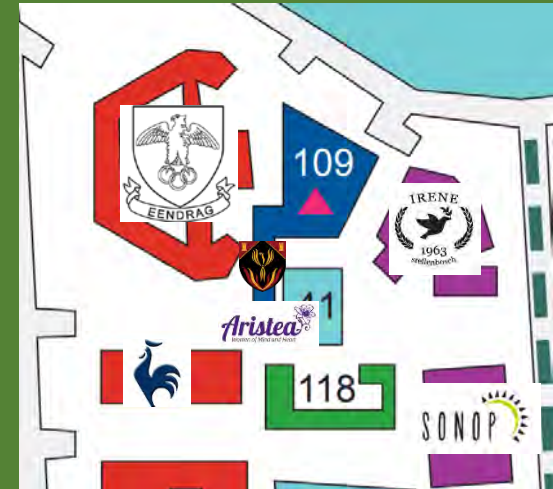 109
EENDRAG
IRENE
1963
stellenbosch
41
Aristea
Women of Mind and Heart
118
SONOP